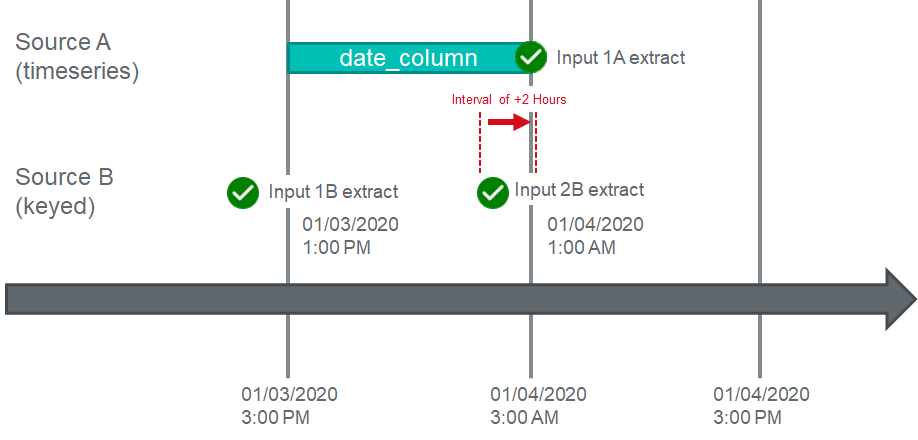 Source A
(timeseries)
date_column
Input 1A extract
Interval of +2 Hours
Source B
(keyed)
Input 1B extract
Input 2B extract
01/03/2020
1:00 PM
01/04/2020
1:00 AM
01/03/2020
3:00 PM
01/04/2020
3:00 AM
01/04/2020
3:00 PM